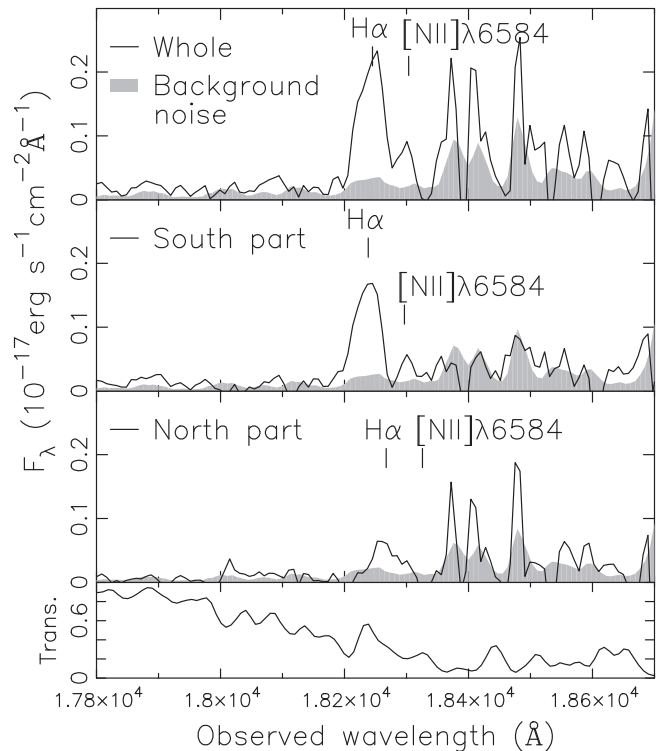 Hα [NII]λ6584
Whole
Background
noise
0.2
0.1
0
Hα
South part
[NII]λ6584
0.2
0.1
0
North part
Hα [NII]λ6584
0.2
0.1
0
F_λ (10⁻¹⁷erg s⁻¹cm⁻²Å⁻¹)
Trans.
0.6
0
1.78×10⁴ 1.8×10⁴ 1.82×10⁴ 1.84×10⁴ 1.86×10⁴
Observed wavelength (Å)